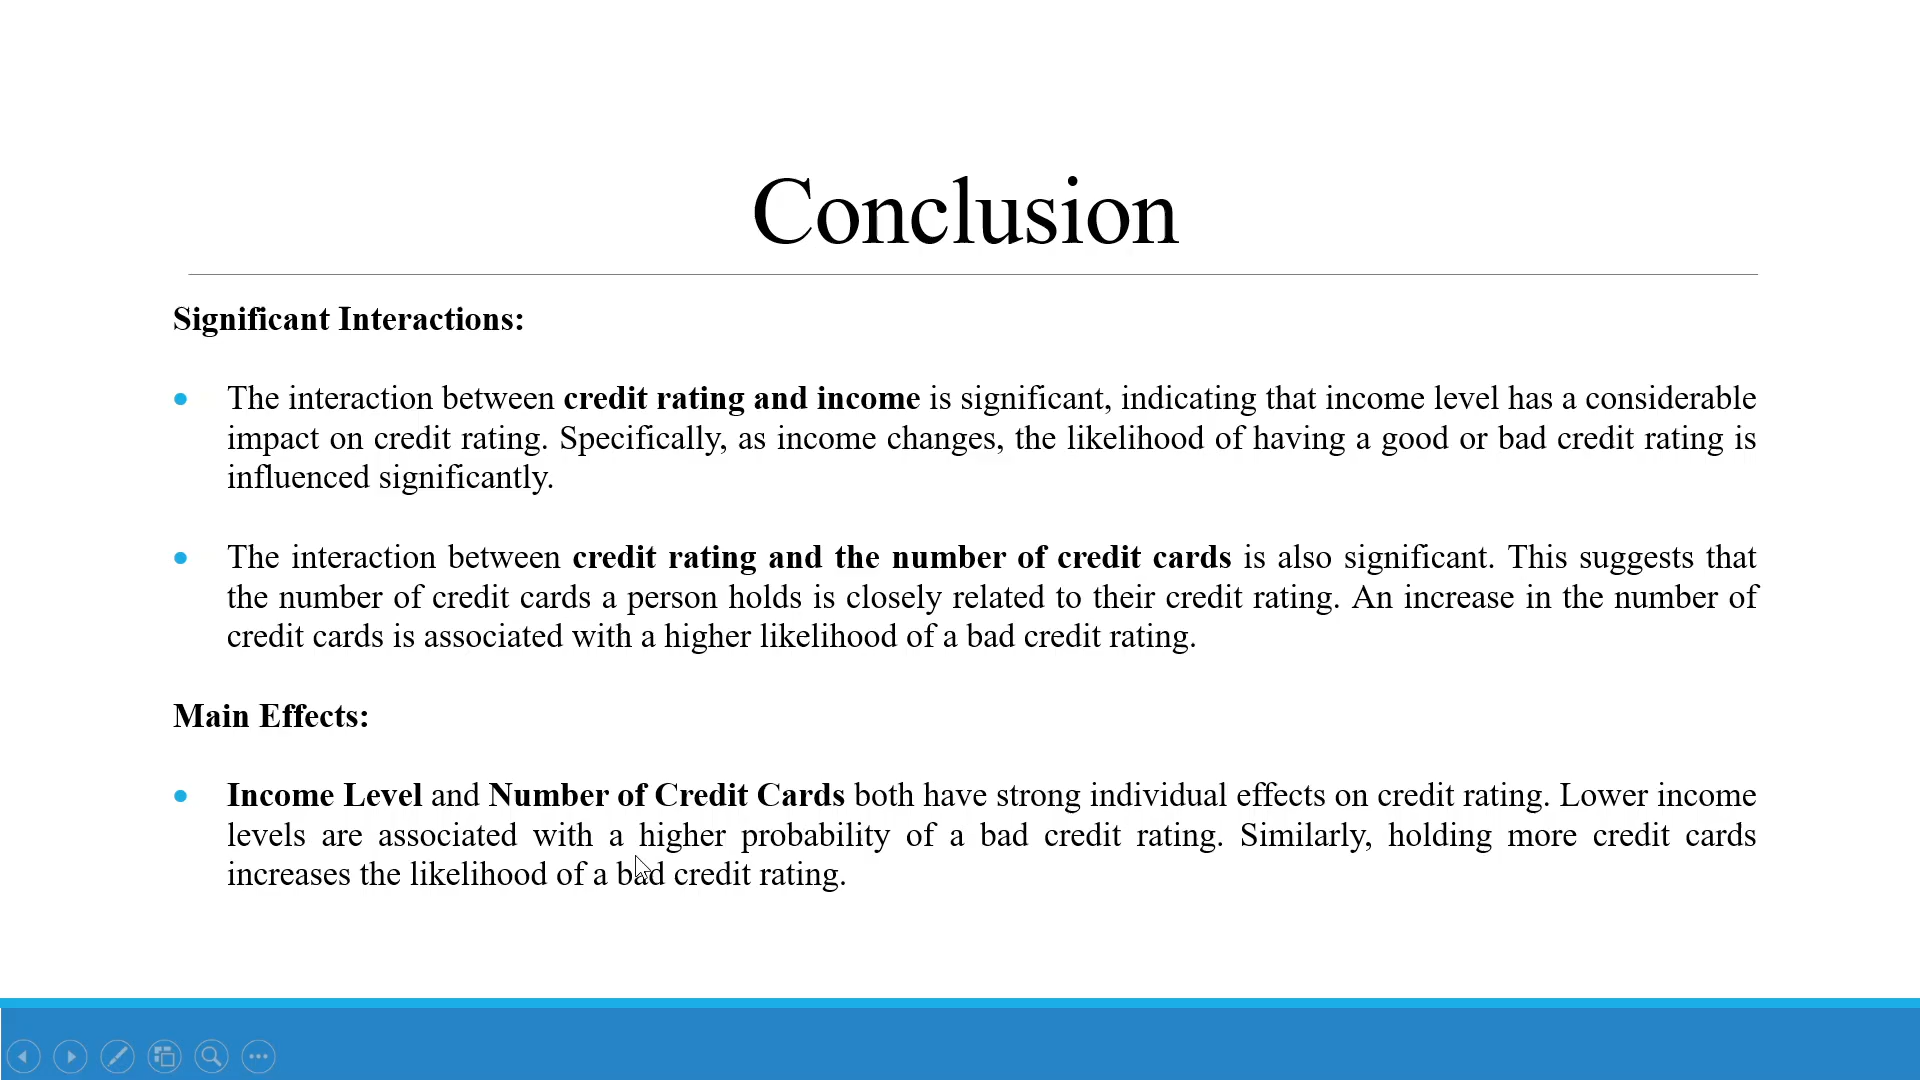 Conclusion
Significant Interactions:
The interaction between credit rating and income is significant, indicating that income level has a considerable
impact on credit rating. Specifically, as income changes, the likelihood of having a good or bad credit rating is
influenced significantly.
The interaction between credit rating and the number of credit cards is also significant. This suggests that
the number of credit cards a person holds is closely related to their credit rating. An increase in the number of
credit cards is associated with a higher likelihood of a bad credit rating.
Main Effects:
Income Level and Number of Credit Cards both have strong individual effects on credit rating. Lower income
levels are associated with a higher probability of a bad credit rating. Similarly, holding more credit cards
increases the likelihood of a bad credit rating.